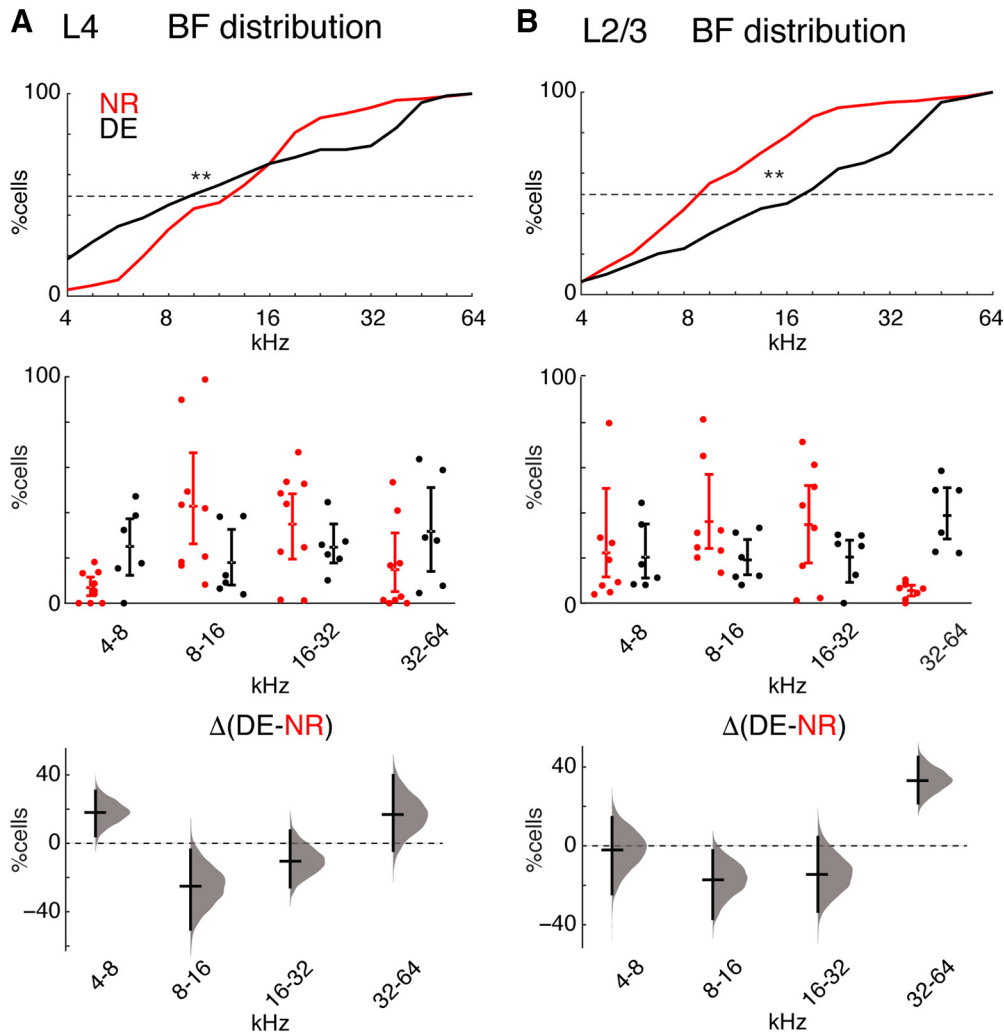 A L4 BF distribution
100
%cells
0
NR
DE
**
4 8 16 32 64
kHz
100
%cells
0
4-8 8-16 16-32 32-64
kHz
Δ(DE-NR)
40
0
−40
%cells
4-8 8-16 16-32 32-64
kHz
B L2/3 BF distribution
100
%cells
0
**
4 8 16 32 64
kHz
100
%cells
0
4-8 8-16 16-32 32-64
kHz
Δ(DE-NR)
40
0
−40
%cells
4-8 8-16 16-32 32-64
kHz